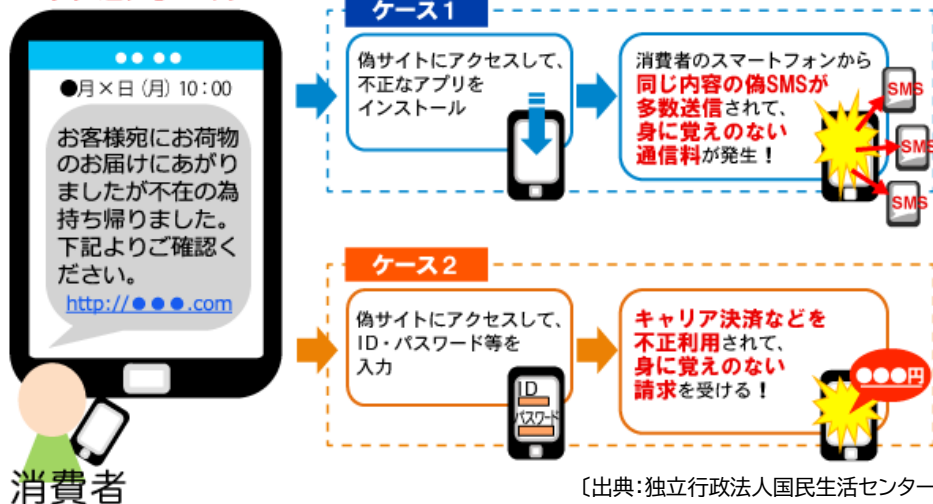 ●●●●
●月×日(月) 10:00
お客様宛にお荷物
のお届けにあがり
ましたが不在の為
持ち帰りました。
下記よりご確認く
ださい。
http://●●●.com
消費者
ケース1
偽サイトにアクセスして、
不正なアプリを
インストール
消費者のスマートフォンから
同じ内容の偽SMSが
多数送信されて、
身に覚えのない
通信料が発生!
SMS
SMS
SMS
ケース2
偽サイトにアクセスして、
ID・パスワード等を
入力
ID
パスワード
キャリア決済などを
不正利用されて、
身に覚えのない
請求を受ける!
●●●円
〔出典:独立行政法人国民生活センター